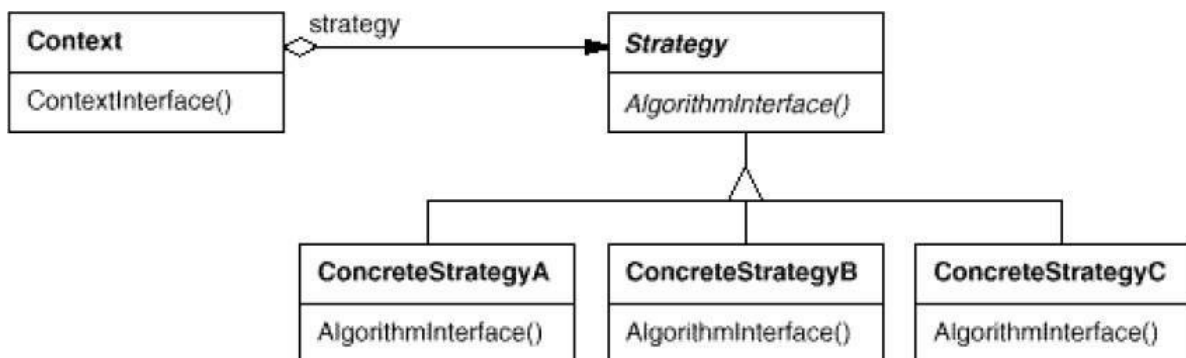 strategy
Context
ContextInterface()
Strategy
AlgorithmInterface()
ConcreteStrategyA
AlgorithmInterface()
ConcreteStrategyB
AlgorithmInterface()
ConcreteStrategyC
AlgorithmInterface()